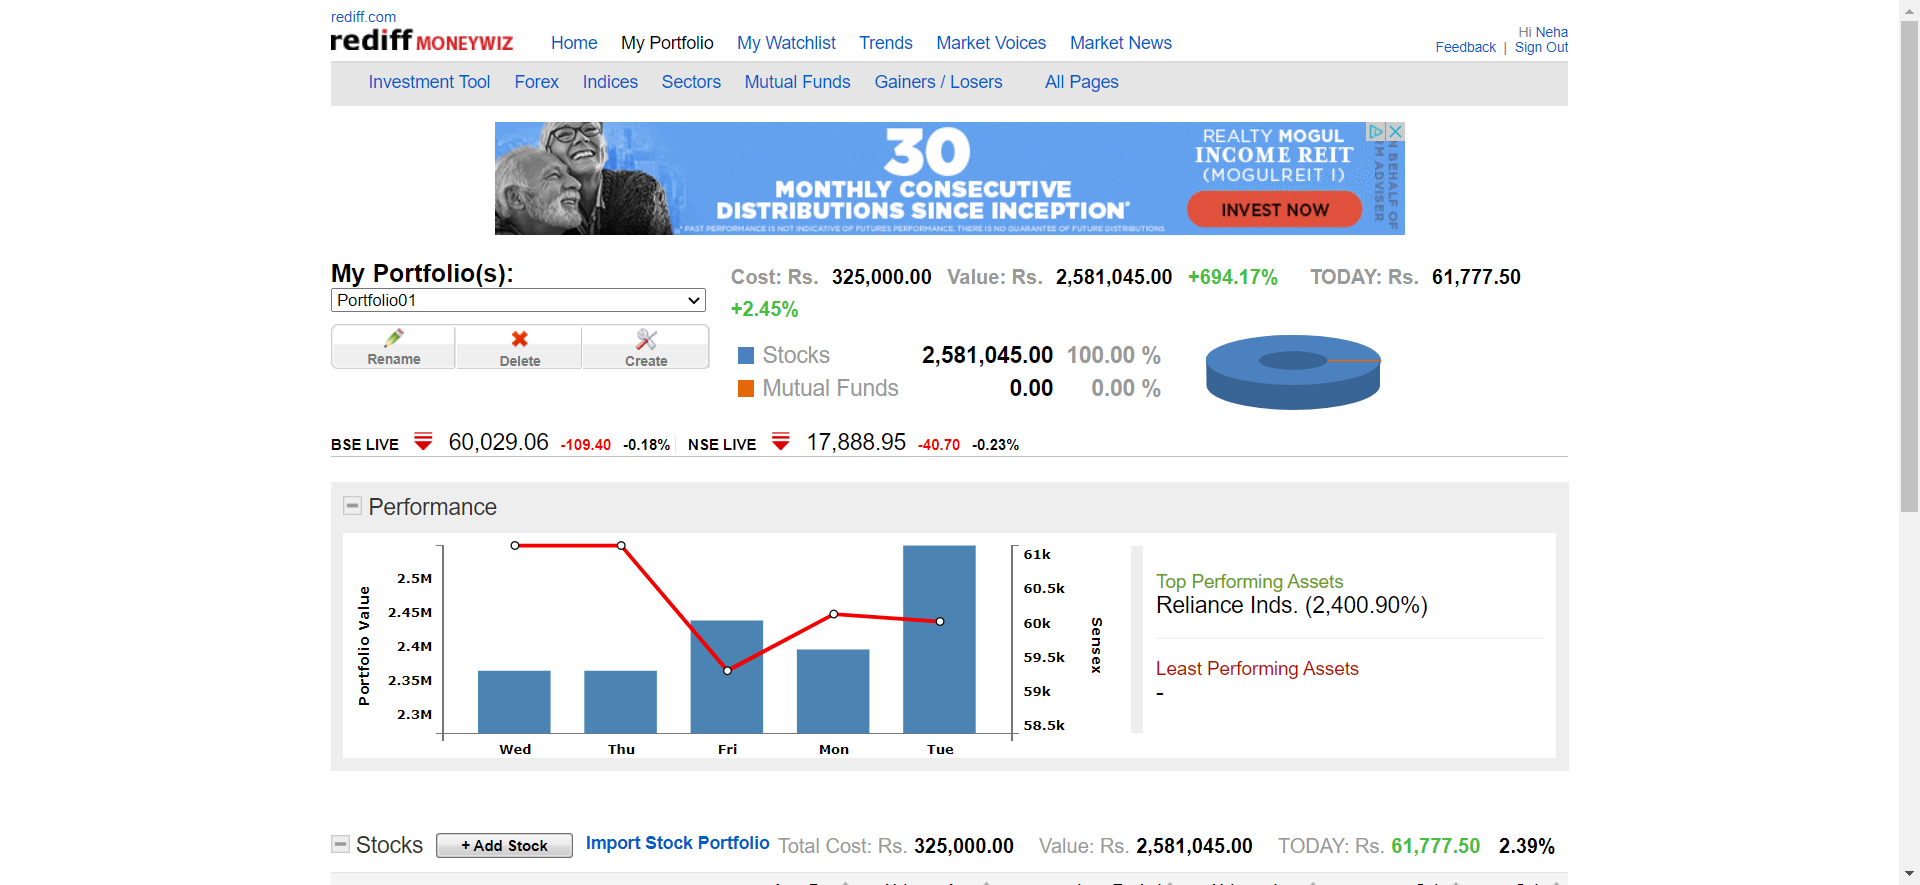 rediff.com
rediff MONEYWIZ
Home My Portfolio My Watchlist Trends Market Voices Market News
Hi Neha
Feedback | Sign Out
Investment Tool Forex Indices Sectors Mutual Funds Gainers / Losers All Pages
30
MONTHLY CONSECUTIVE
DISTRIBUTIONS SINCE INCEPTION*
*PAST PERFORMANCE IS NOT INDICATIVE OF FUTURES PERFORMANCE. THERE IS NO GUARANTEE OF FUTURE DISTRIBUTIONS
REALTY MOGUL
INCOME REIT
(MOGULREIT I)
INVEST NOW
N BEHALF OF
RM ADVISER
My Portfolio(s):
Portfolio01
Rename Delete Create
Cost: Rs. 325,000.00 Value: Rs. 2,581,045.00 +694.17% TODAY: Rs. 61,777.50
+2.45%
Stocks 2,581,045.00 100.00 %
Mutual Funds 0.00 0.00 %
BSE LIVE 60,029.06 -109.40 -0.18% NSE LIVE 17,888.95 -40.70 -0.23%
Performance
Portfolio Value
2.5M
2.45M
2.4M
2.35M
2.3M
Wed Thu Fri Mon Tue
61k
60.5k
60k
59.5k
59k
58.5k
Sensex
Top Performing Assets
Reliance Inds. (2,400.90%)
Least Performing Assets
-
Stocks + Add Stock Import Stock Portfolio Total Cost: Rs. 325,000.00 Value: Rs. 2,581,045.00 TODAY: Rs. 61,777.50 2.39%